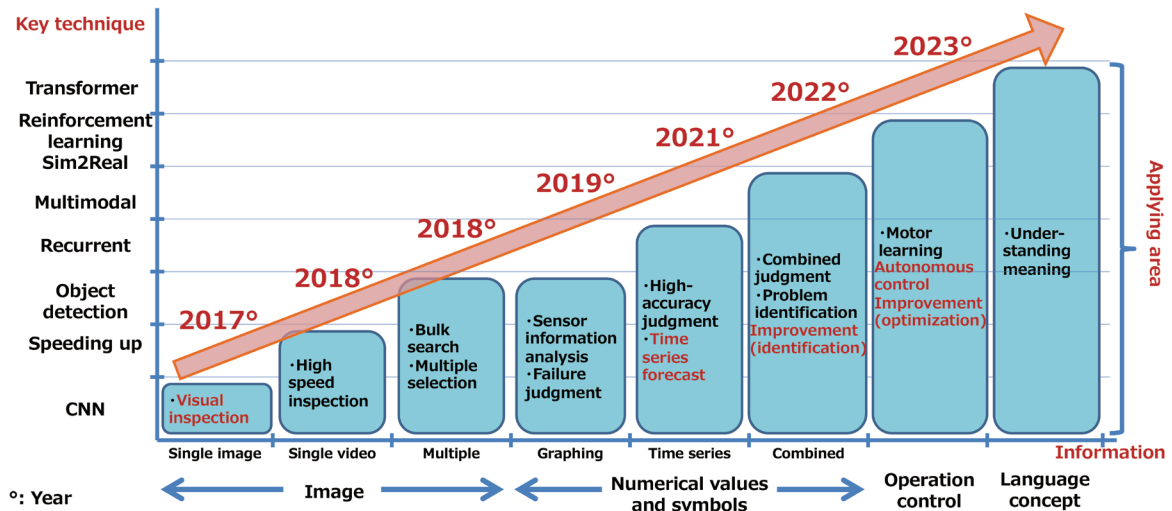 Key technique
Transformer
Reinforcement
learning
Sim2Real
Multimodal
Recurrent
Object
detection
Speeding up
CNN
2017°
2018°
2018°
2019°
2021°
2022°
2023°
・Visual
inspection
・High
speed
inspection
・Bulk
search
・Multiple
selection
・Sensor
information
analysis
・Failure
judgment
・High-
accuracy
judgment
・Time
series
forecast
・Combined
judgment
・Problem
identification
Improvement
(identification)
・Motor
learning
Autonomous
control
Improvement
(optimization)
・Under-
standing
meaning
Applying area
Single image
Single video
Multiple
Graphing
Time series
Combined
Information
°: Year
Image
Numerical values
and symbols
Operation
control
Language
concept